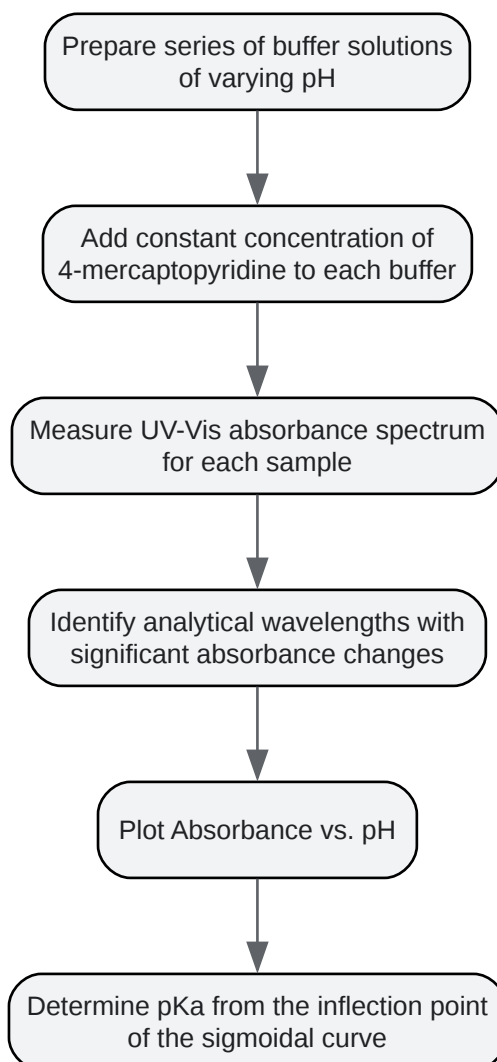 Prepare series of buffer solutions
of varying pH
Add constant concentration of
4-mercaptopyridine to each buffer
Measure UV-Vis absorbance spectrum
for each sample
Identify analytical wavelengths with
significant absorbance changes
Plot Absorbance vs. pH
Determine pKa from the inflection point
of the sigmoidal curve